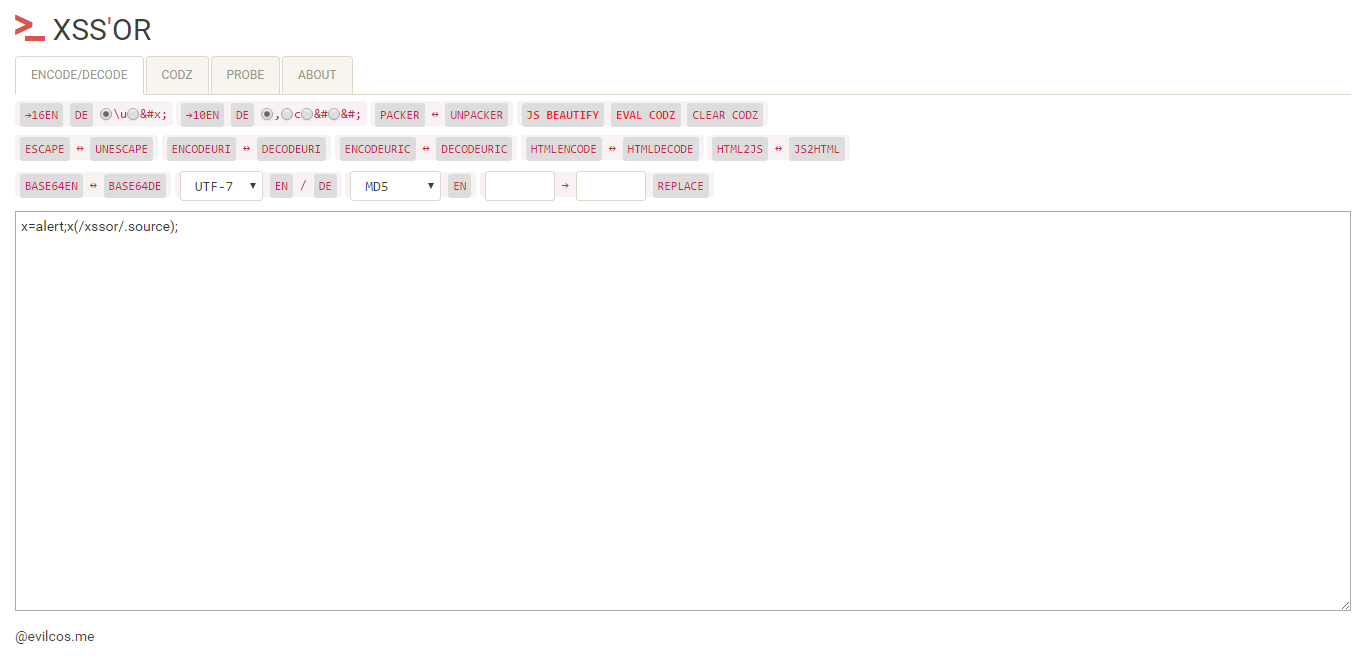 >_ XSS'OR
ENCODE/DECODE CODZ PROBE ABOUT
→16EN DE \u &#x; →10EN DE , c &# &#; PACKER ↔ UNPACKER JS BEAUTIFY EVAL CODZ CLEAR CODZ
ESCAPE ↔ UNESCAPE ENCODEURI ↔ DECODEURI ENCODEURIC ↔ DECODEURIC HTMLENCODE ↔ HTMLDECODE HTML2JS ↔ JS2HTML
BASE64EN ↔ BASE64DE UTF-7 EN / DE MD5 EN → REPLACE
x=alert;x(/xssor/.source);
@evilcos.me